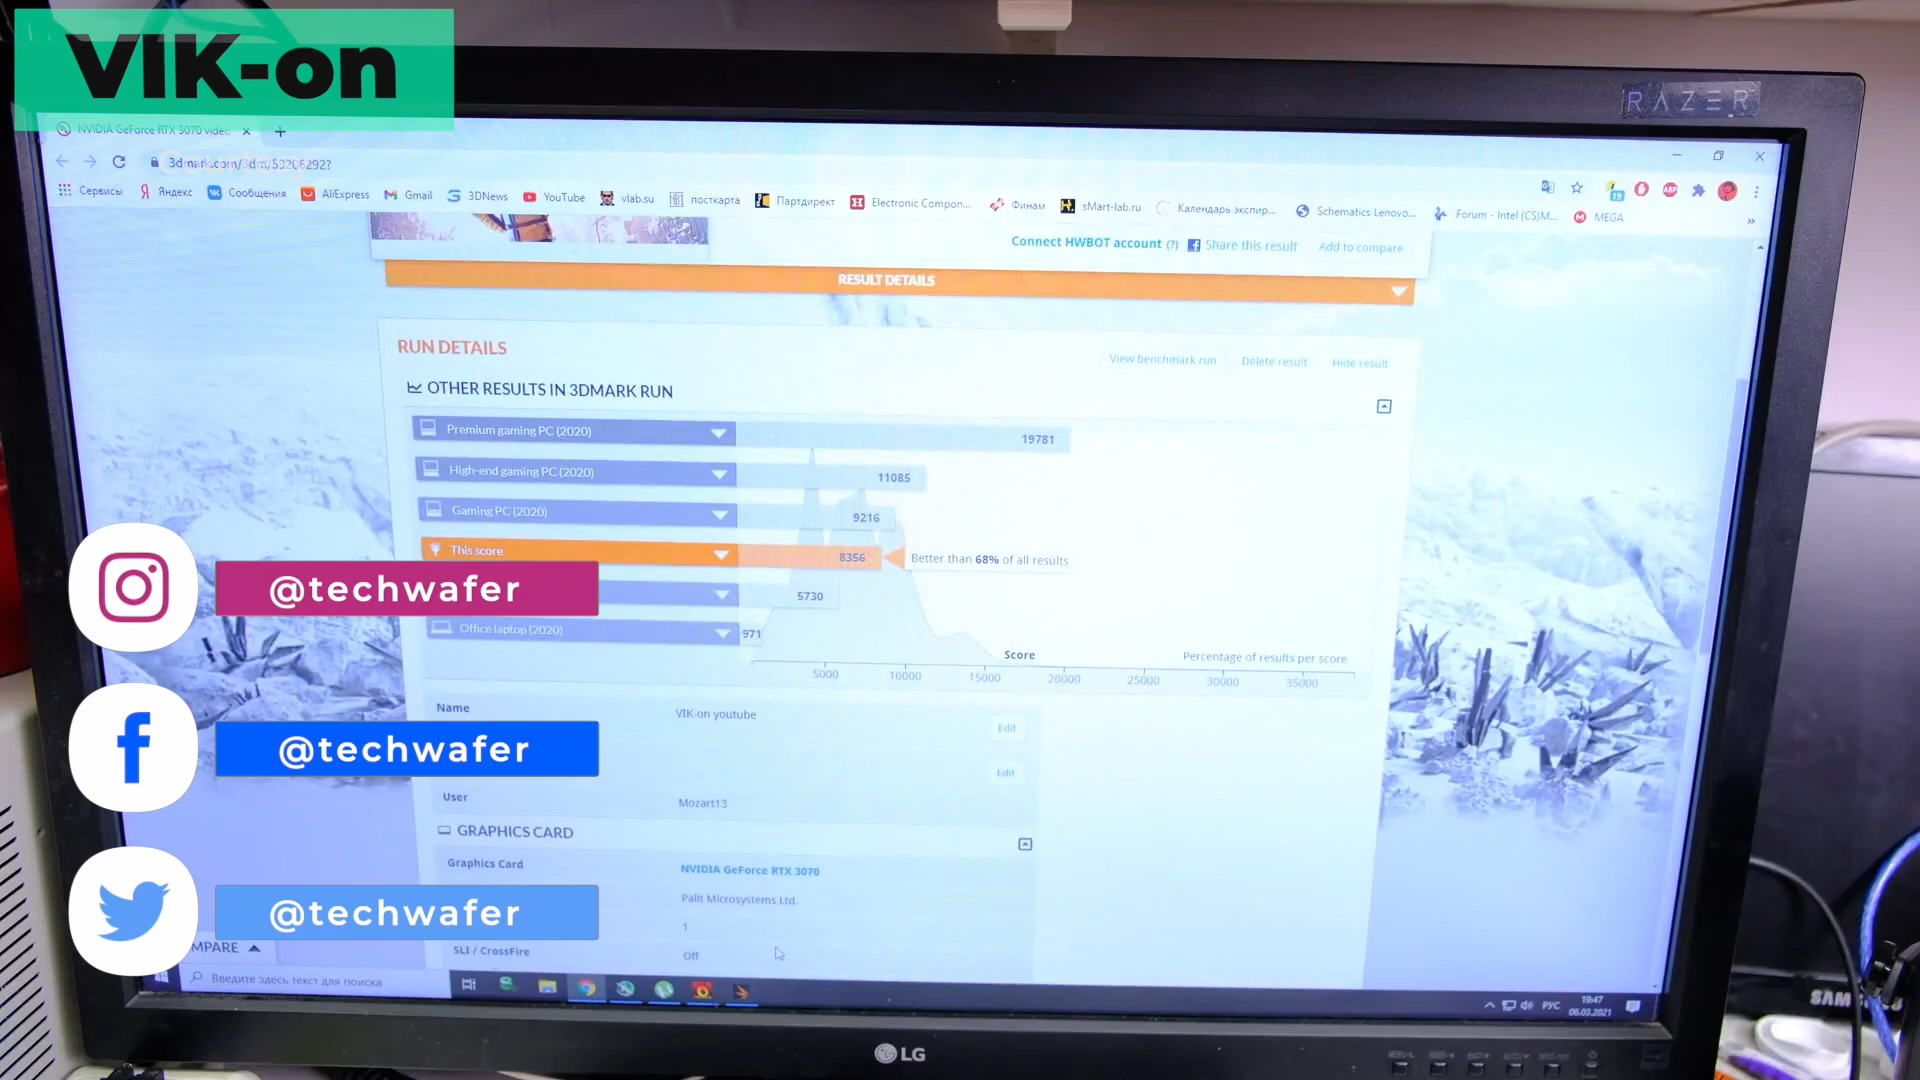 VIK-on
RAZER
NVIDIA GeForce RTX 3070 video
3dmark.com/3dm/59206292?
Сервисы
Яндекс
Сообщения
AliExpress
Gmail
3DNews
YouTube
vlab.su
посткарта
Партдирект
Electronic Compon...
Финам
sMart-lab.ru
Календарь экспир...
Schematics Lenovo...
Forum - Intel (CS)M...
MEGA
Connect HWBOT account (?)
Share this result
Add to compare
RESULT DETAILS
RUN DETAILS
View benchmark run
Delete result
Hide result
OTHER RESULTS IN 3DMARK RUN
Premium gaming PC (2020)
19781
High-end gaming PC (2020)
11085
Gaming PC (2020)
9216
This score
8356
Better than 68% of all results
5730
Office laptop (2020)
971
Score
Percentage of results per score
5000
10000
15000
20000
25000
30000
35000
@techwafer
@techwafer
@techwafer
Name
VIK-on youtube
Edit
Edit
User
Mozart13
GRAPHICS CARD
Graphics Card
NVIDIA GeForce RTX 3070
Palit Microsystems Ltd.
1
SLI / CrossFire
Off
MPARE
Введите здесь текст для поиска
РУС
19:47
06.03.2021
LG